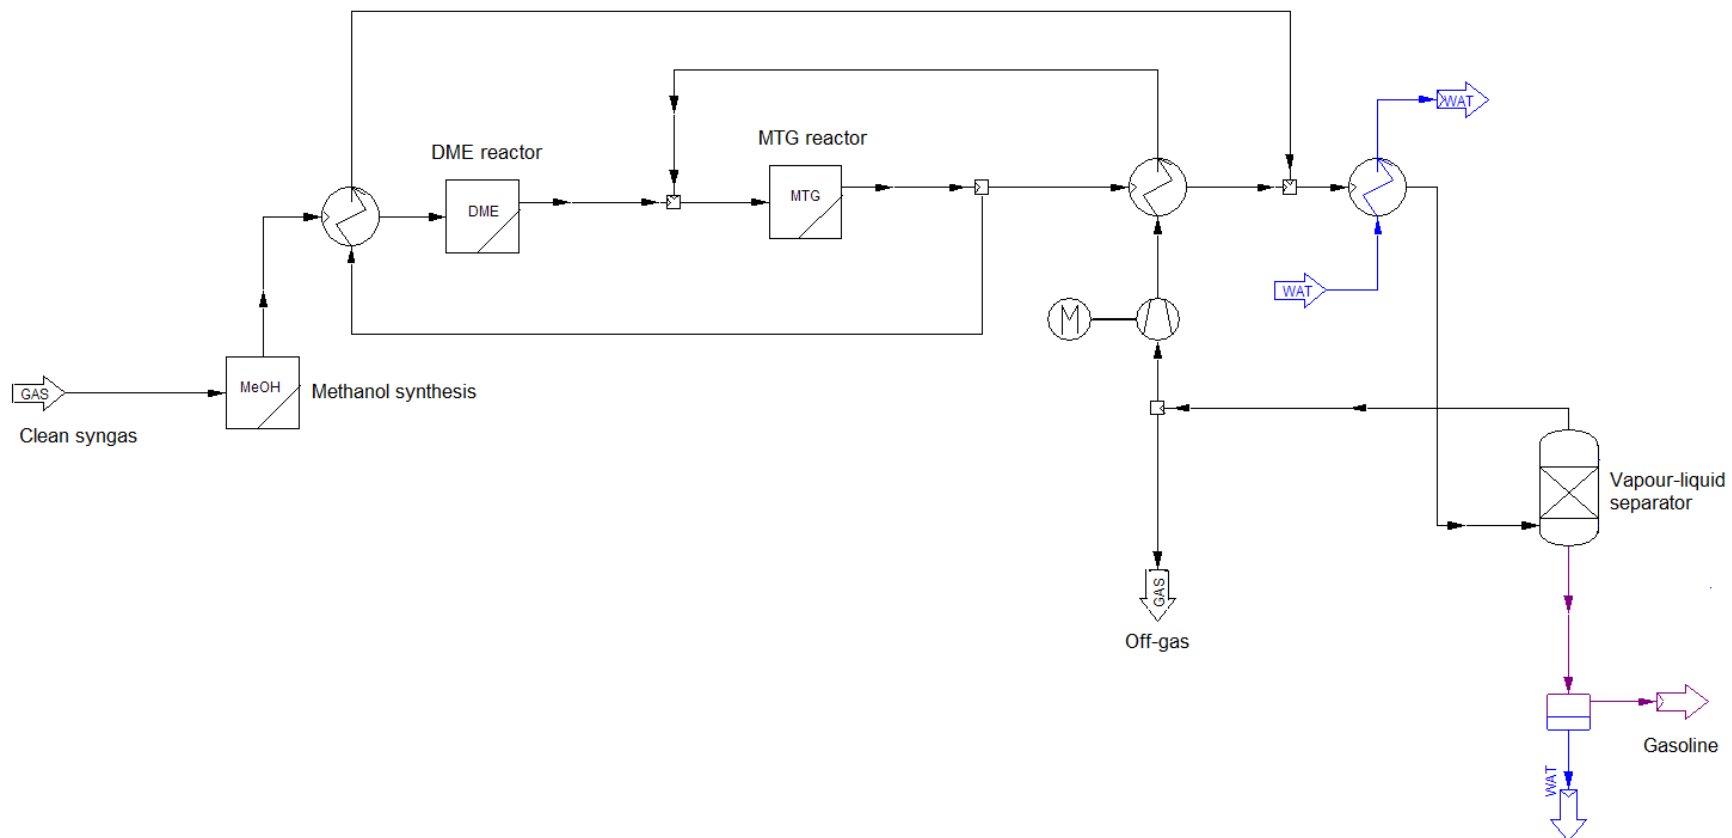 WAT
MTG reactor
DME reactor
MTG
DME
WAT
M
MeOH
Methanol synthesis
GAS
Clean syngas
Vapour-liquid
separator
GAS
Off-gas
Gasoline
WAT